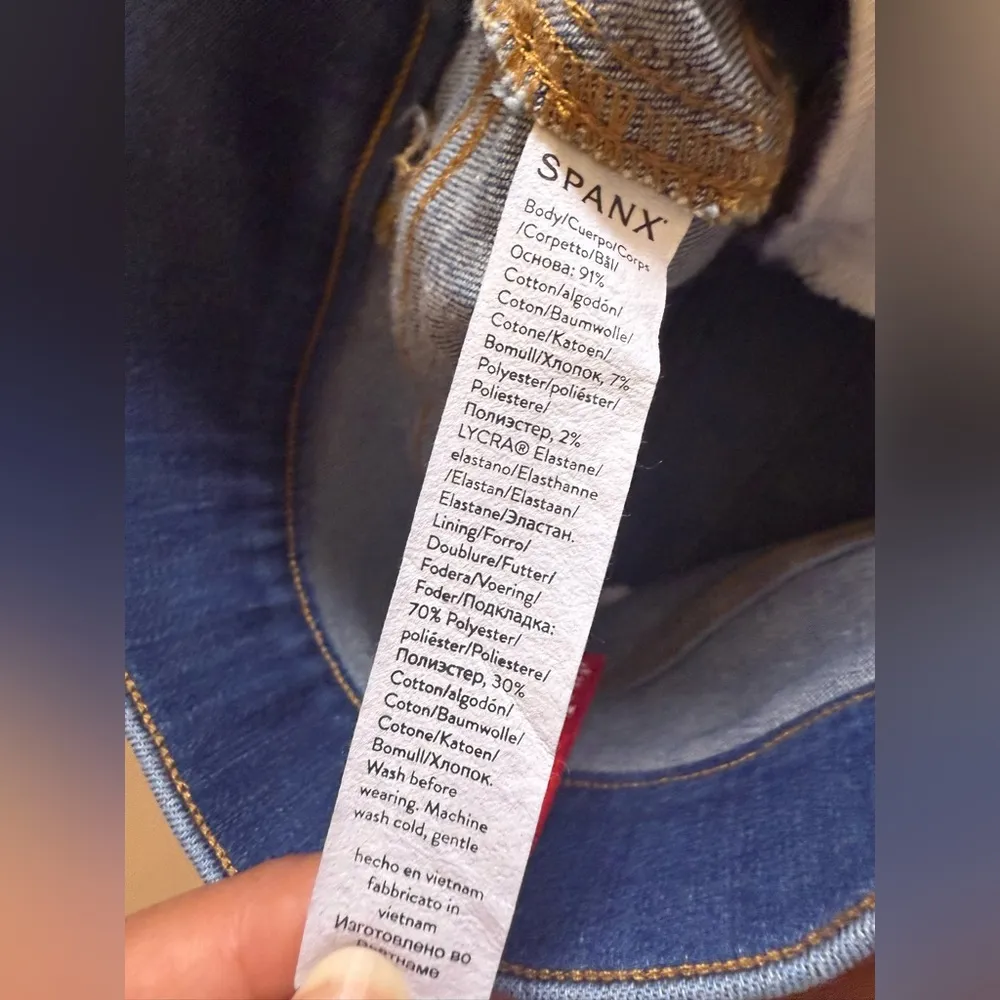 SPANX
Body/Cuerpo/Corps
/Corpetto/Bål/
Основа: 91%
Cotton/algodón/
Coton/Baumwolle/
Cotone/Katoen/
Bomull/Хлопок, 7%
Polyester/poliéster/
Poliestere/
Полиэстер, 2%
LYCRA® Elastane/
elastano/Elasthanne
/Elastan/Elastaan/
Elastane/Эластан.
Lining/Forro/
Doublure/Futter/
Fodera/Voering/
Foder/Подкладка:
70% Polyester/
poliéster/Poliestere/
Полиэстер, 30%
Cotton/algodón/
Coton/Baumwolle/
Cotone/Katoen/
Bomull/Хлопок.
Wash before
wearing. Machine
wash cold, gentle
hecho en vietnam
fabbricato in
vietnam
Изготовлено во
Вьетнаме